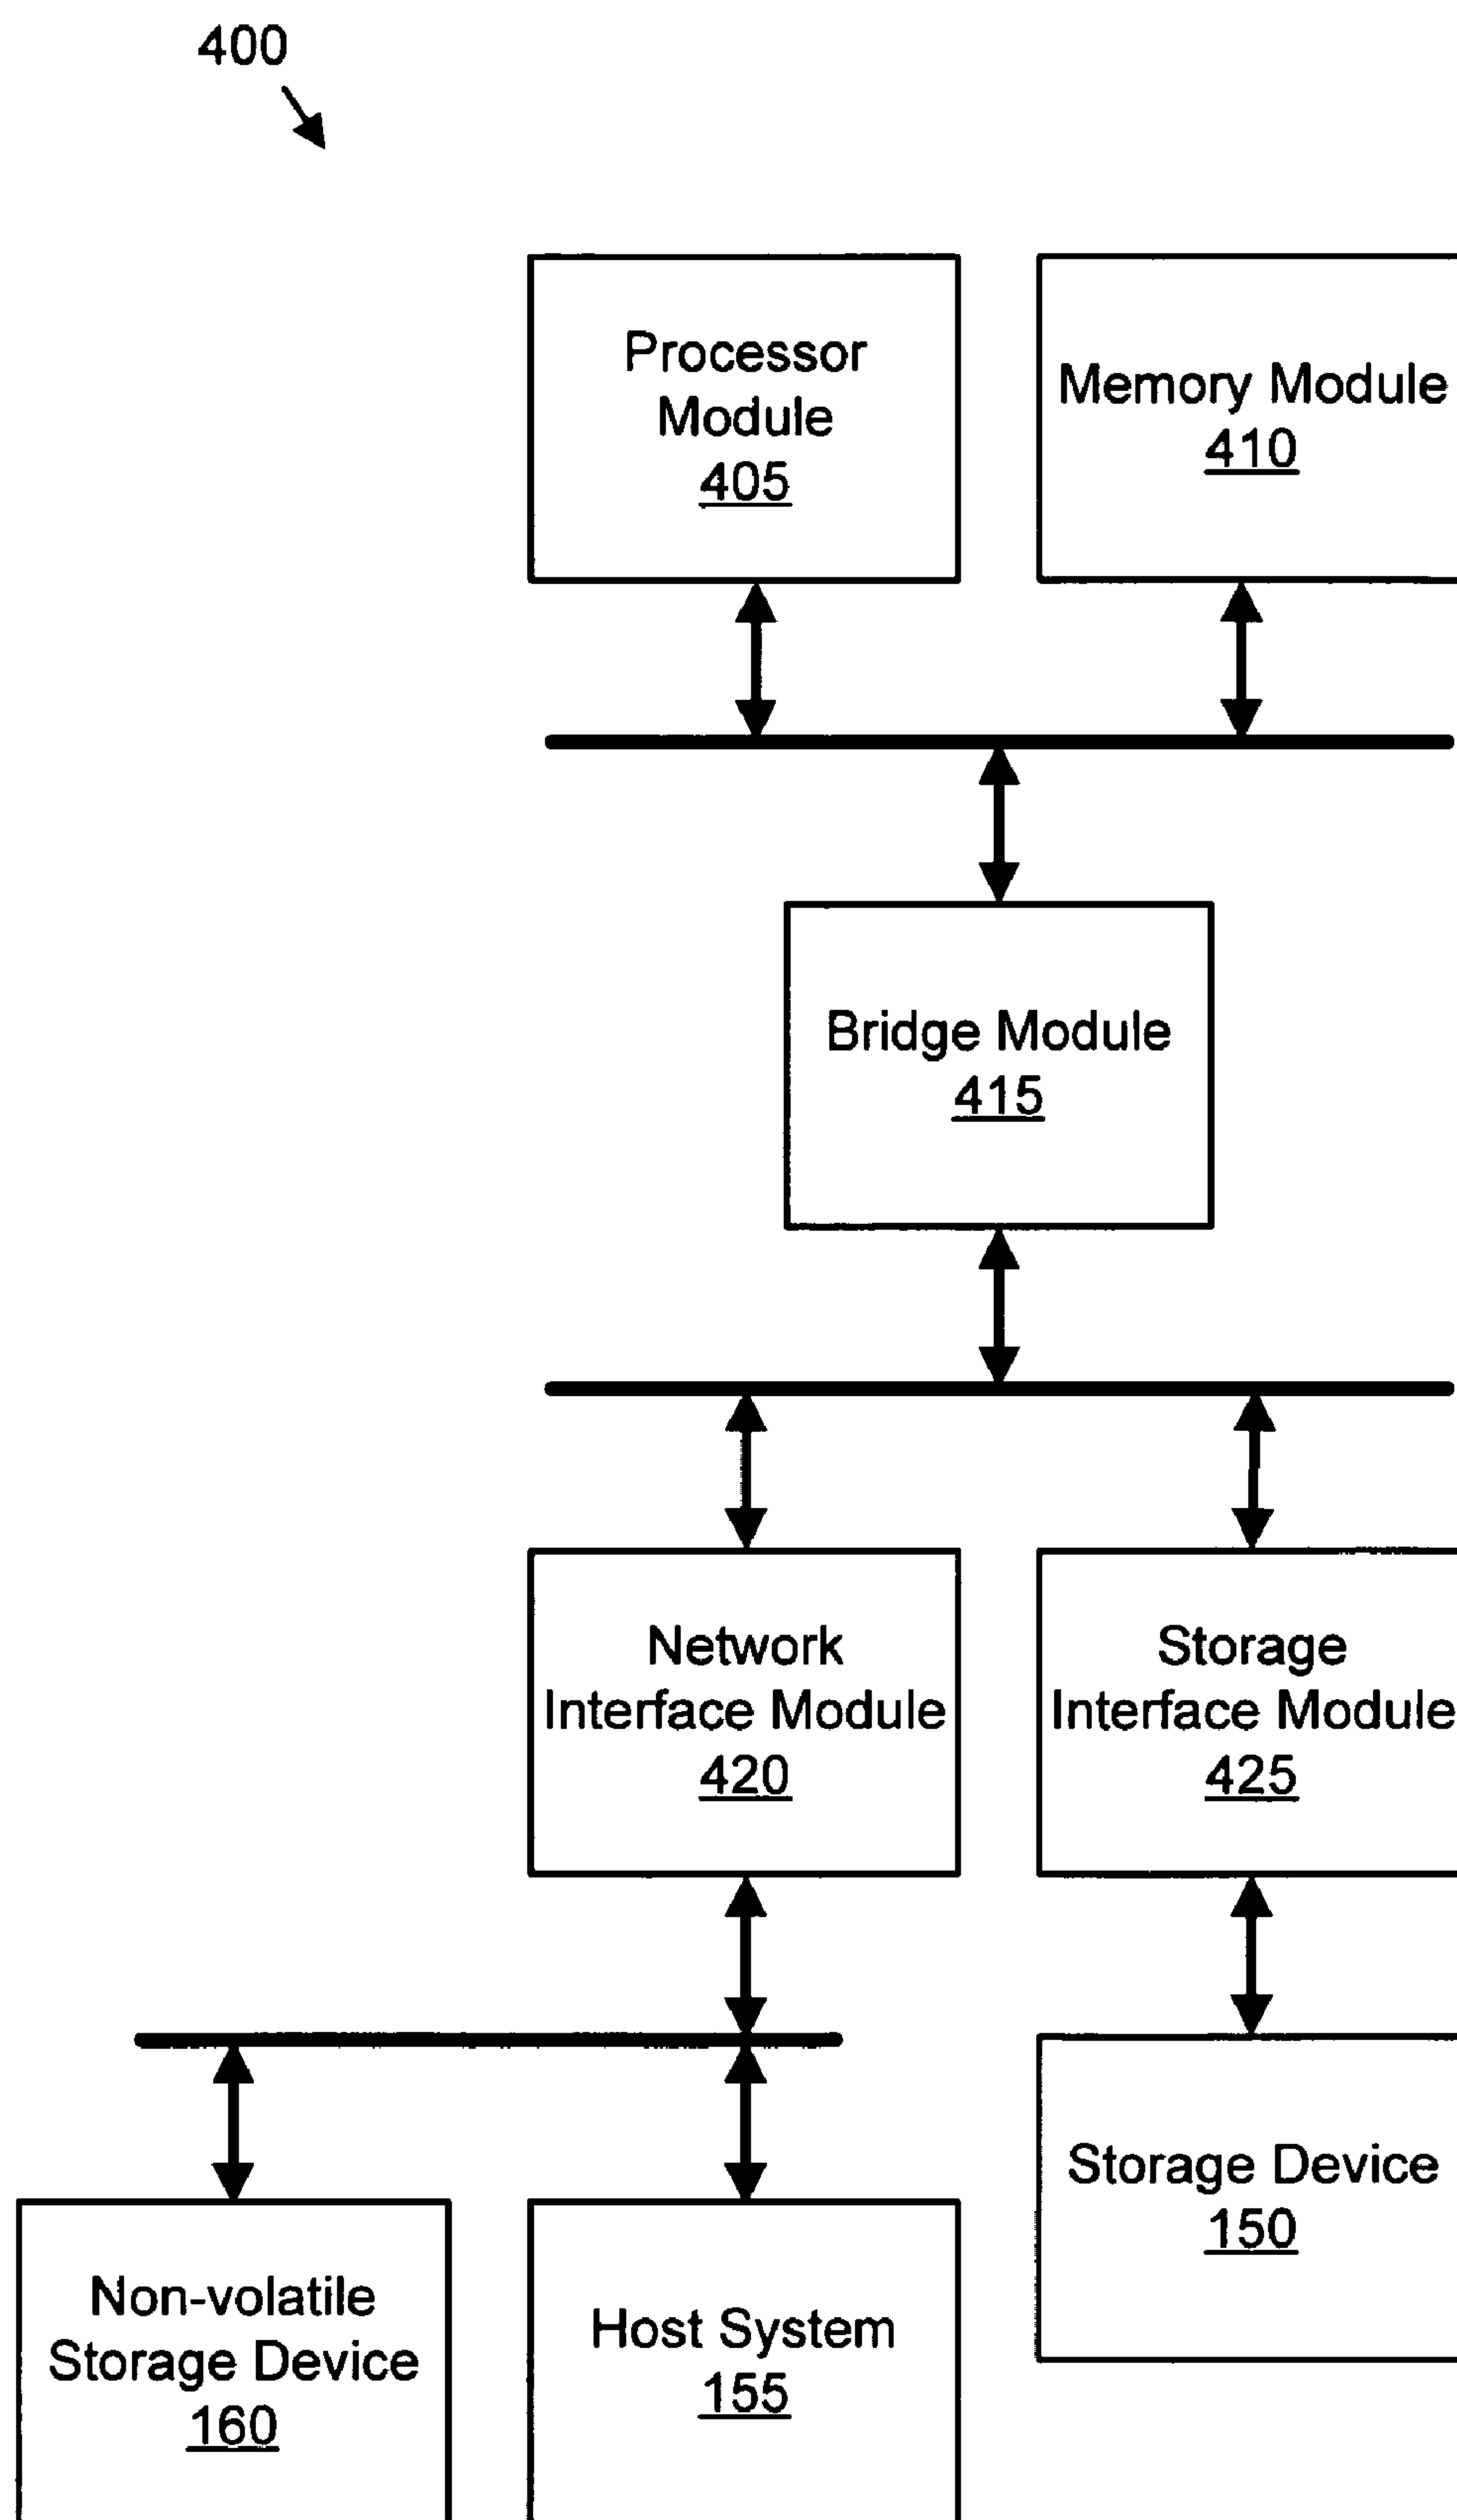 400
Processor
Module
405
Memory Module
410
Bridge Module
415
Network
Interface Module
420
Storage
Interface Module
425
Storage Device
150
Non-volatile
Storage Device
160
Host System
155